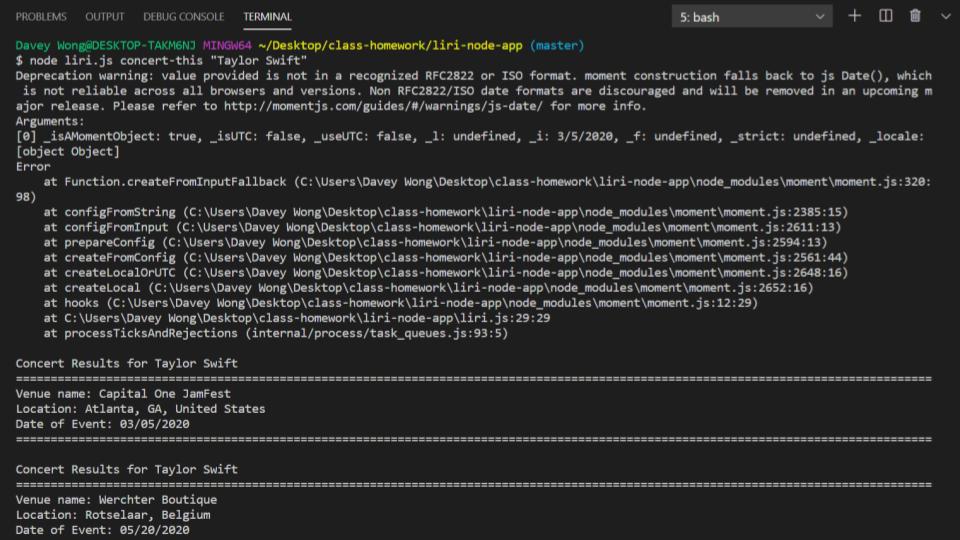 PROBLEMS OUTPUT DEBUG CONSOLE TERMINAL 5: bash
Davey Wong@DESKTOP-TAKM6NJ MINGW64 ~/Desktop/class-homework/liri-node-app (master)
$ node liri.js concert-this "Taylor Swift"
Deprecation warning: value provided is not in a recognized RFC2822 or ISO format. moment construction falls back to js Date(), which
 is not reliable across all browsers and versions. Non RFC2822/ISO date formats are discouraged and will be removed in an upcoming m
ajor release. Please refer to http://momentjs.com/guides/#/warnings/js-date/ for more info.
Arguments:
[0] _isAMomentObject: true, _isUTC: false, _useUTC: false, _l: undefined, _i: 3/5/2020, _f: undefined, _strict: undefined, _locale:
[object Object]
Error
    at Function.createFromInputFallback (C:\Users\Davey Wong\Desktop\class-homework\liri-node-app\node_modules\moment\moment.js:320:
98)
    at configFromString (C:\Users\Davey Wong\Desktop\class-homework\liri-node-app\node_modules\moment\moment.js:2385:15)
    at configFromInput (C:\Users\Davey Wong\Desktop\class-homework\liri-node-app\node_modules\moment\moment.js:2611:13)
    at prepareConfig (C:\Users\Davey Wong\Desktop\class-homework\liri-node-app\node_modules\moment\moment.js:2594:13)
    at createFromConfig (C:\Users\Davey Wong\Desktop\class-homework\liri-node-app\node_modules\moment\moment.js:2561:44)
    at createLocalOrUTC (C:\Users\Davey Wong\Desktop\class-homework\liri-node-app\node_modules\moment\moment.js:2648:16)
    at createLocal (C:\Users\Davey Wong\Desktop\class-homework\liri-node-app\node_modules\moment\moment.js:2652:16)
    at hooks (C:\Users\Davey Wong\Desktop\class-homework\liri-node-app\node_modules\moment\moment.js:12:29)
    at C:\Users\Davey Wong\Desktop\class-homework\liri-node-app\liri.js:29:29
    at processTicksAndRejections (internal/process/task_queues.js:93:5)
Concert Results for Taylor Swift
====================================================================================================================================
Venue name: Capital One JamFest
Location: Atlanta, GA, United States
Date of Event: 03/05/2020
====================================================================================================================================
Concert Results for Taylor Swift
====================================================================================================================================
Venue name: Werchter Boutique
Location: Rotselaar, Belgium
Date of Event: 05/20/2020